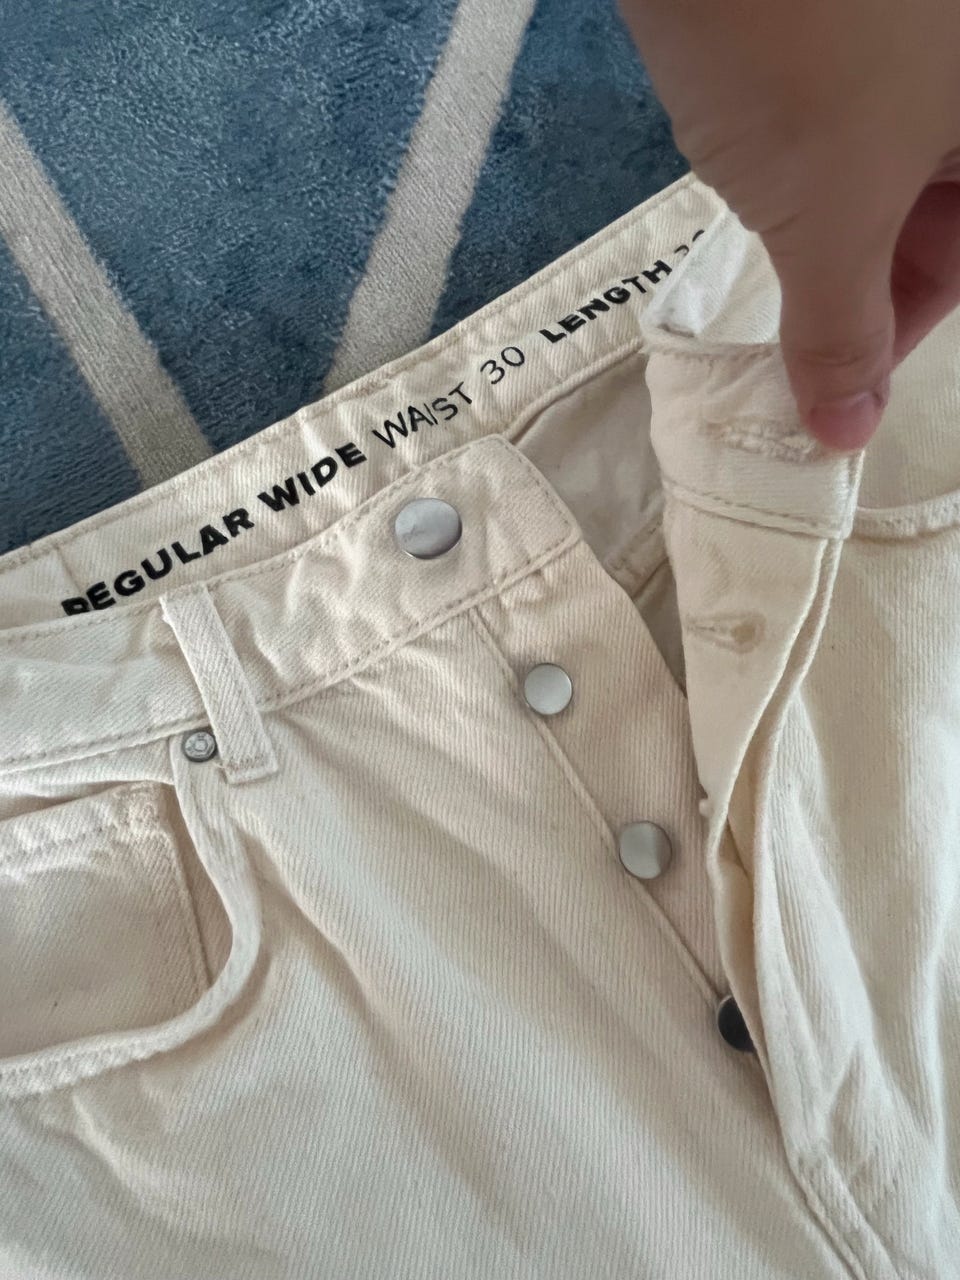 REGULAR WIDE WAIST 30 LENGTH